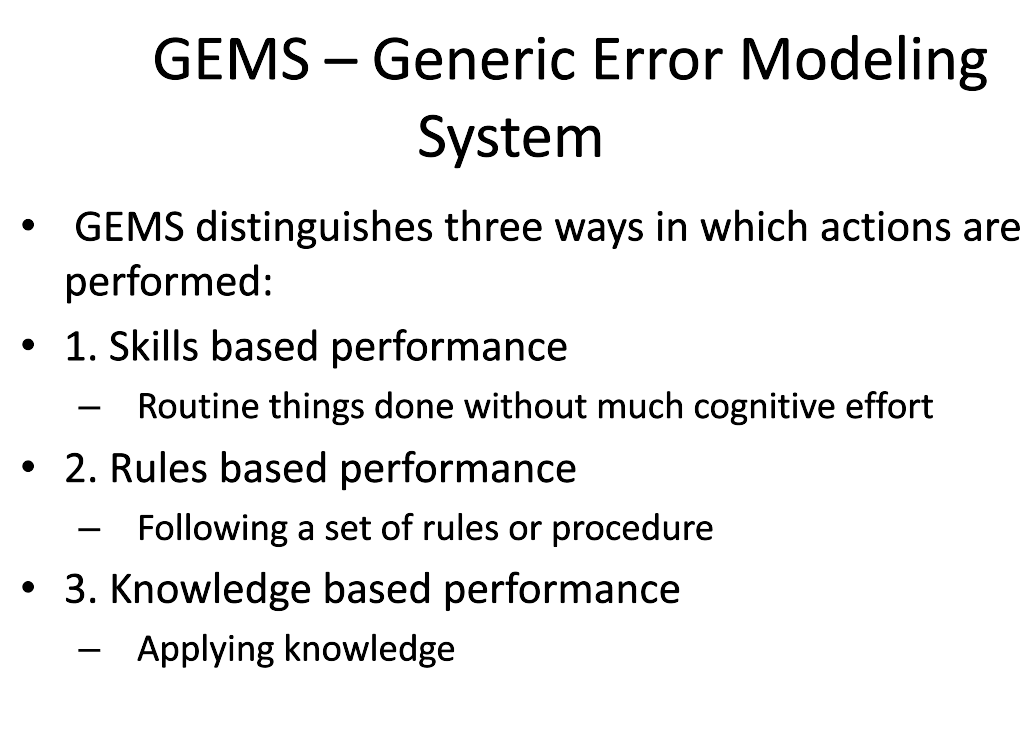 GEMS – Generic Error Modeling
System
• GEMS distinguishes three ways in which actions are
performed:
• 1. Skills based performance
– Routine things done without much cognitive effort
• 2. Rules based performance
– Following a set of rules or procedure
• 3. Knowledge based performance
– Applying knowledge